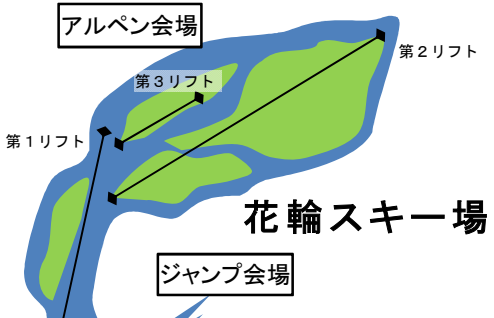 アルペン会場
第2リフト
第3リフト
第1リフト
花輪スキー場
ジャンプ会場